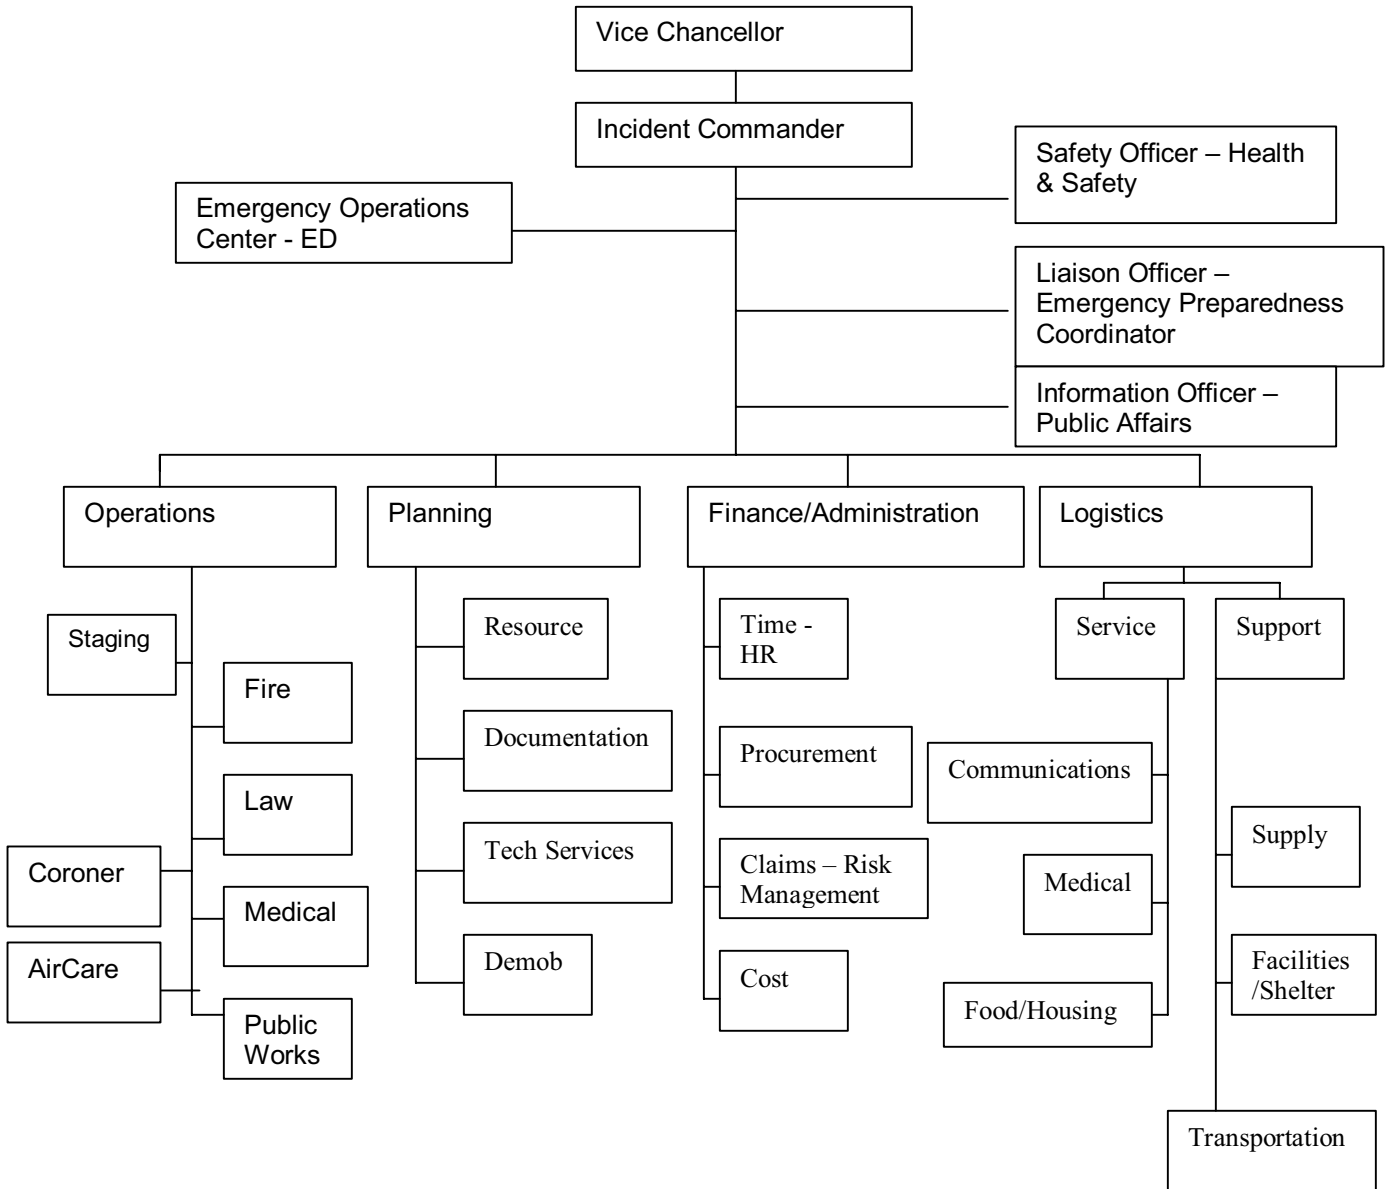 Vice Chancellor
Incident Commander
Safety Officer – Health
& Safety
Emergency Operations
Center - ED
Liaison Officer –
Emergency Preparedness
Coordinator
Information Officer –
Public Affairs
Operations
Planning
Finance/Administration
Logistics
Staging
Fire
Law
Coroner
Medical
AirCare
Public
Works
Resource
Documentation
Tech Services
Demob
Time -
HR
Procurement
Claims – Risk
Management
Cost
Service
Communications
Medical
Food/Housing
Support
Supply
Facilities
/Shelter
Transportation